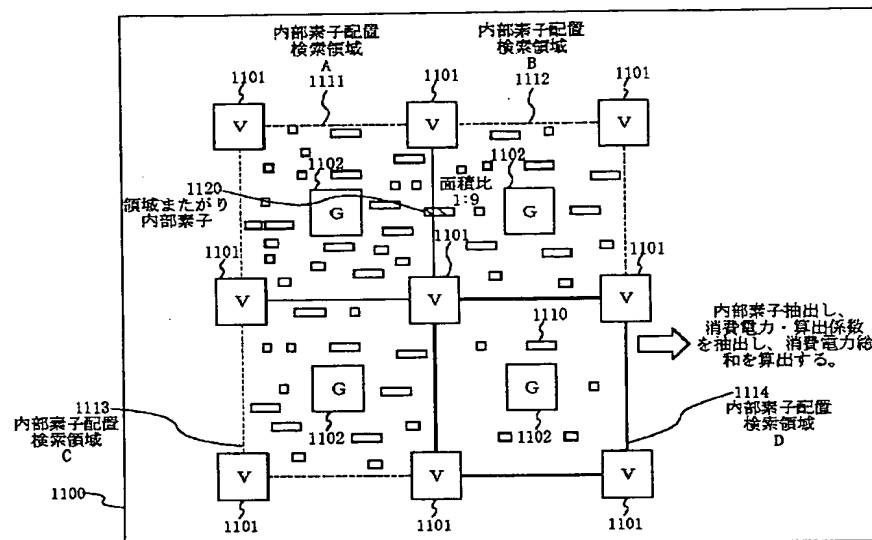 内部素子配置
検索領域
A
内部素子配置
検索領域
B
1101
1111
1101
1112
1101
V
V
V
1102
1120
領域またがり
内部素子
G
面積比
1:9
1102
G
1101
1101
1101
V
V
V
1110
内部素子抽出し、
消費電力・算出係数
を抽出し、消費電力総
和を算出する。
G
G
1113
内部素子配置
検索領域
C
1102
1102
1114
内部素子配置
検索領域
D
V
V
V
1100
1101
1101
1101